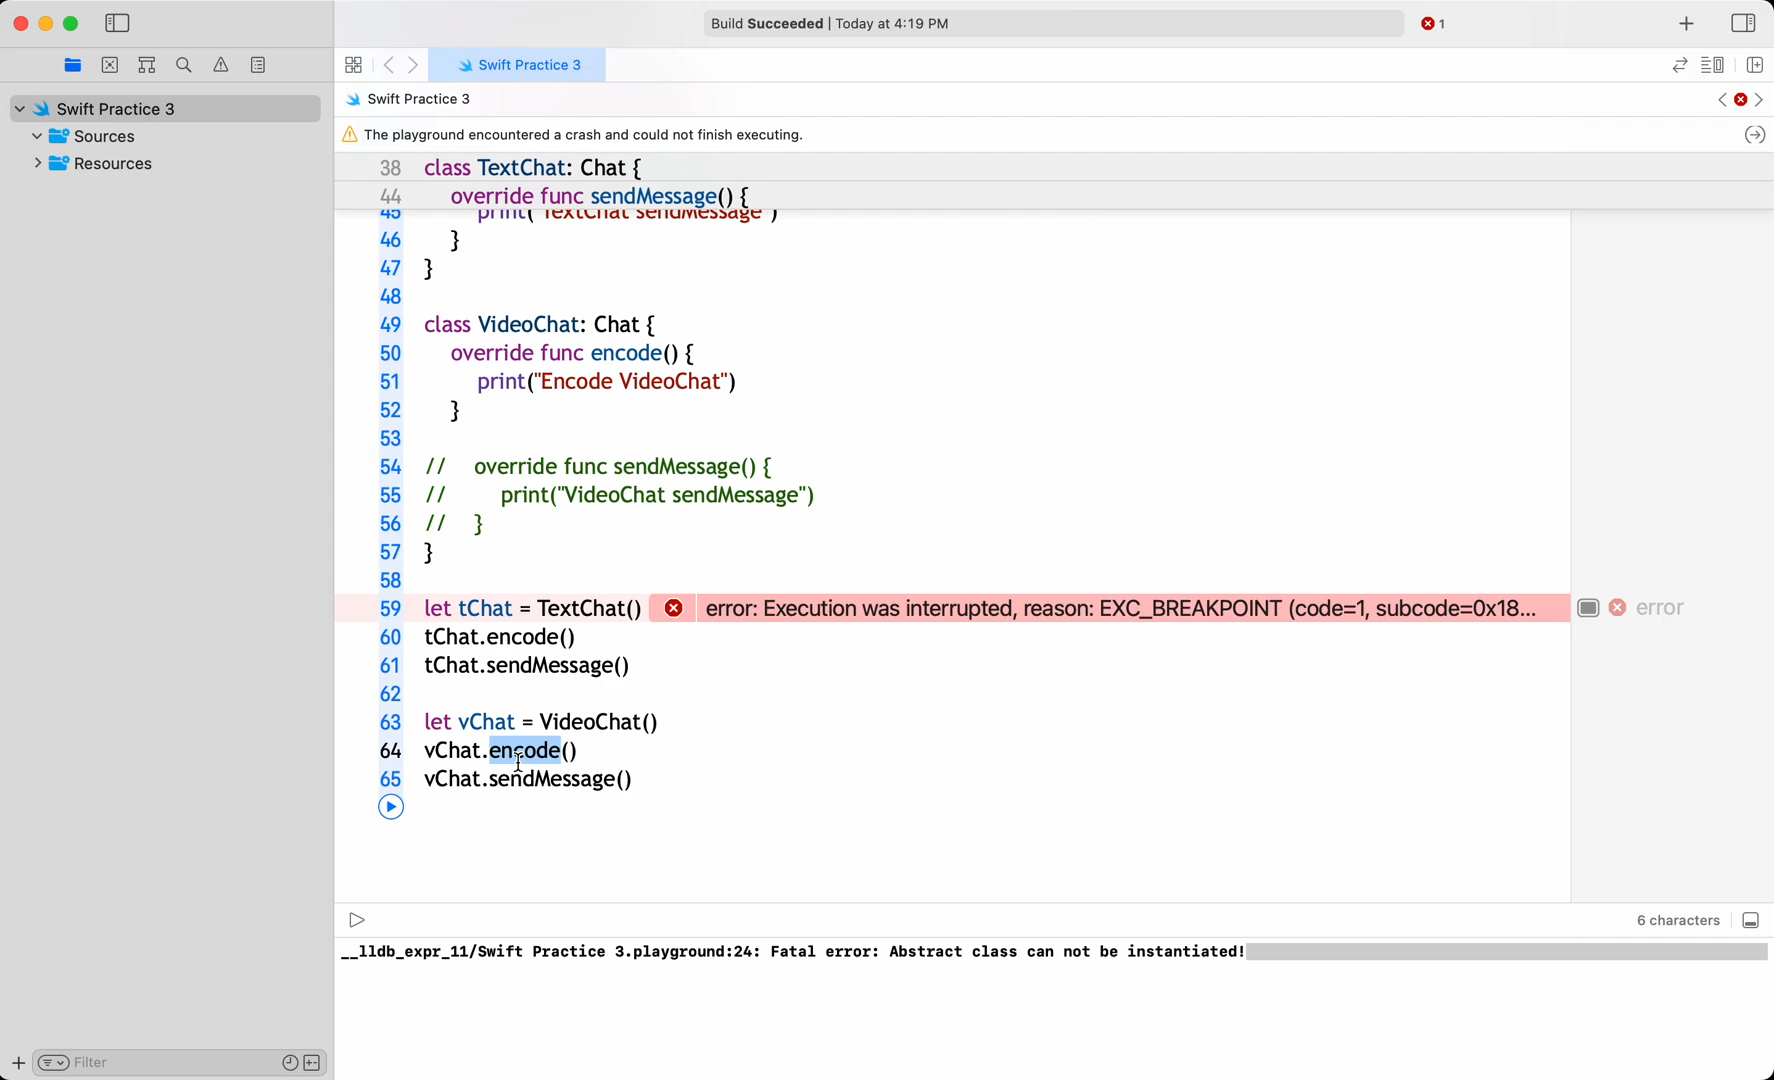 Build Succeeded | Today at 4:19 PM
1
Swift Practice 3
Swift Practice 3
Swift Practice 3
Sources
Resources
The playground encountered a crash and could not finish executing.
38 class TextChat: Chat {
44 override func sendMessage() {
45 print("TextChat sendMessage")
46 }
47 }
48
49 class VideoChat: Chat {
50 override func encode() {
51 print("Encode VideoChat")
52 }
53
54 // override func sendMessage() {
55 // print("VideoChat sendMessage")
56 // }
57 }
58
59 let tChat = TextChat() error: Execution was interrupted, reason: EXC_BREAKPOINT (code=1, subcode=0x18... error
60 tChat.encode()
61 tChat.sendMessage()
62
63 let vChat = VideoChat()
64 vChat.encode()
65 vChat.sendMessage()
6 characters
__lldb_expr_11/Swift Practice 3.playground:24: Fatal error: Abstract class can not be instantiated!
Filter